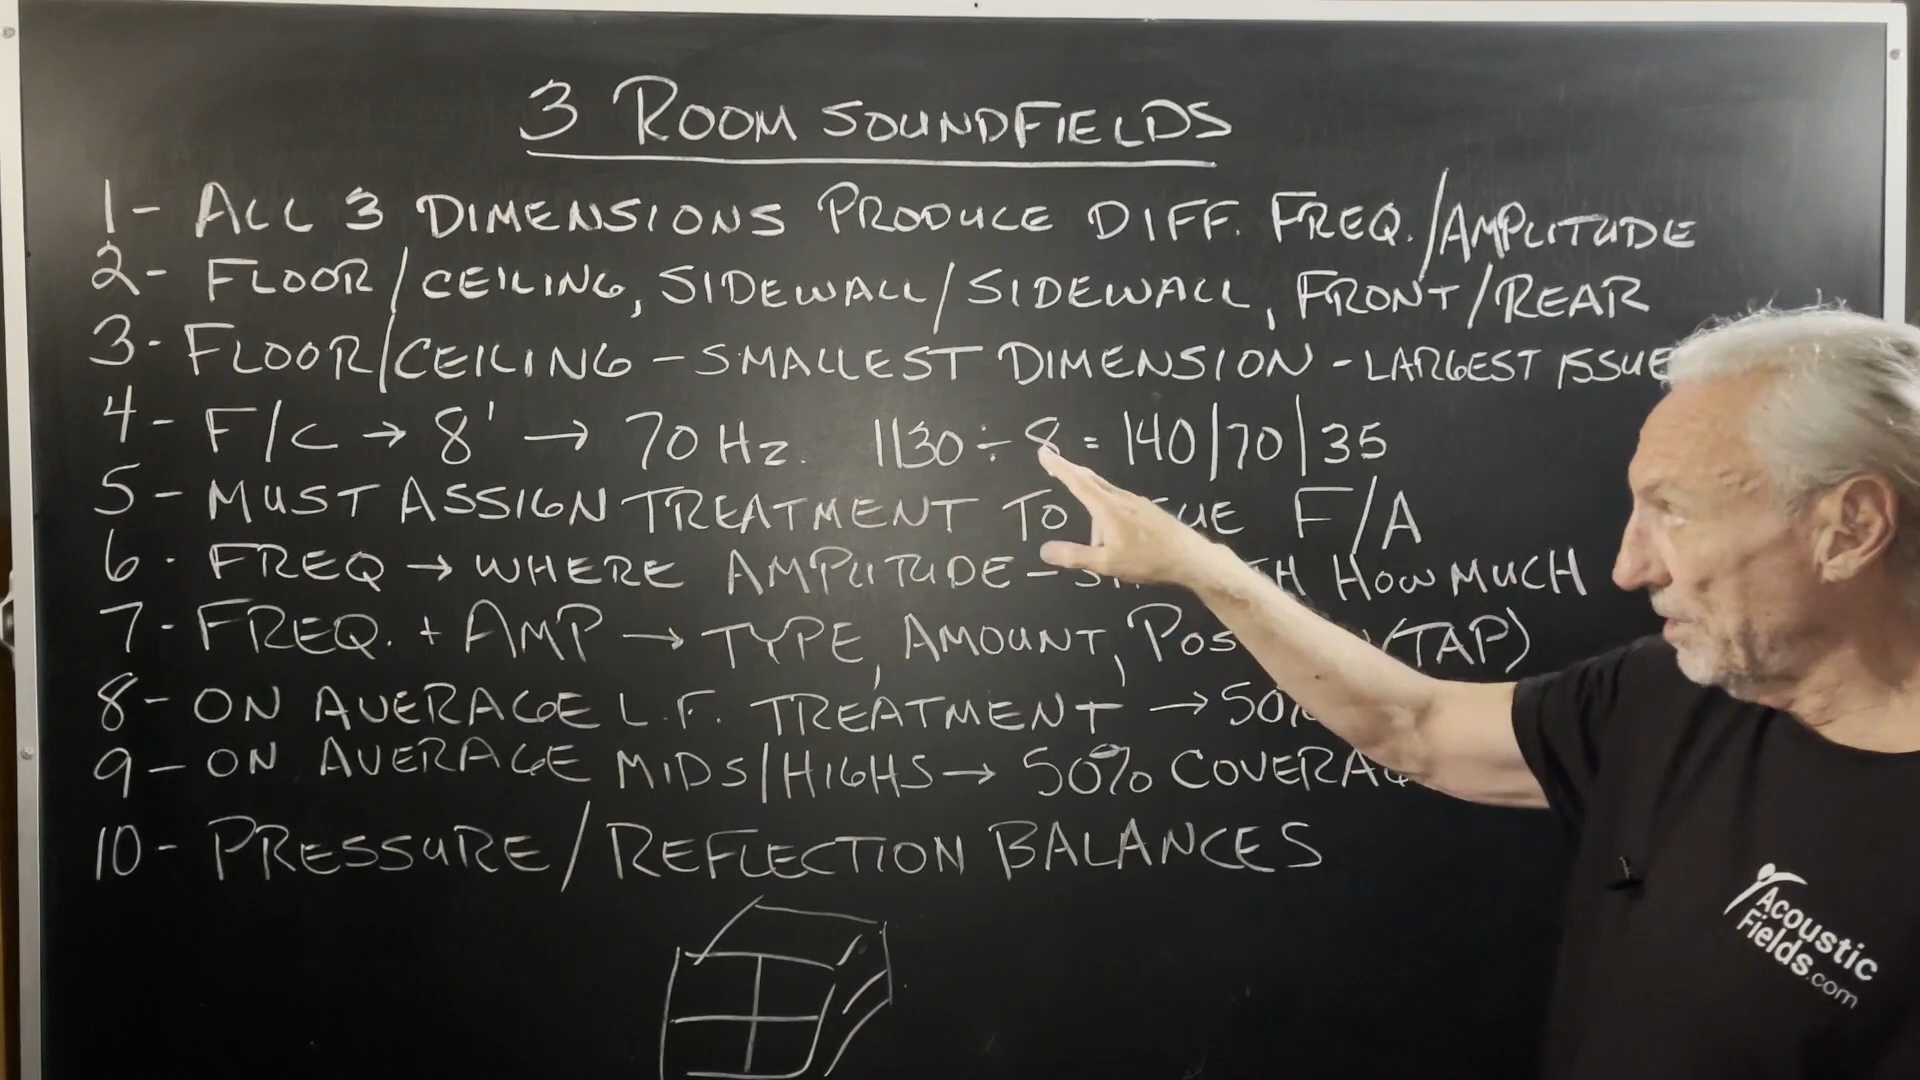 3 ROOM SOUNDFIELDS
1- ALL 3 DIMENSIONS PRODUCE DIFF. FREQ./AMPLITUDE
2- FLOOR/CEILING, SIDEWALL/SIDEWALL, FRONT/REAR
3- FLOOR/CEILING - SMALLEST DIMENSION - LARGEST ISSUE
4- F/C → 8' → 70 Hz. 1130 ÷ 8 = 140/70/35
5- MUST ASSIGN TREATMENT TO F/A
6- FREQ → WHERE AMPLITUDE - HOW MUCH
7- FREQ. + AMP → TYPE, AMOUNT, (TAP)
8- ON AVERAGE L.F. TREATMENT → 50%
9- ON AVERAGE MIDS/HIGHS → 50% COVERAGE
10- PRESSURE/REFLECTION BALANCES
Acoustic
Fields.com